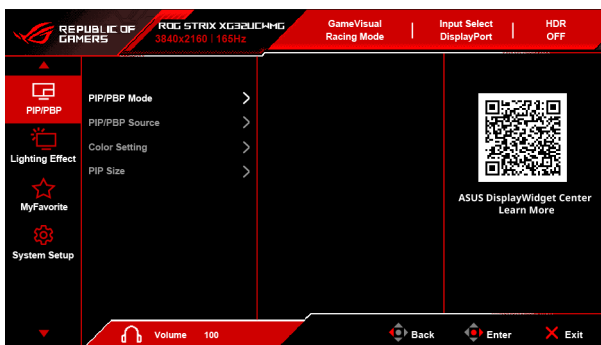 REPUBLIC OF
GAMERS
ROG STRIX XG32UCWMG
3840x2160 | 165Hz
GameVisual
Racing Mode
Input Select
DisplayPort
HDR
OFF
PIP/PBP
Lighting Effect
MyFavorite
System Setup
PIP/PBP Mode
PIP/PBP Source
Color Setting
PIP Size
ASUS DisplayWidget Center
Learn More
Volume 100
Back
Enter
Exit